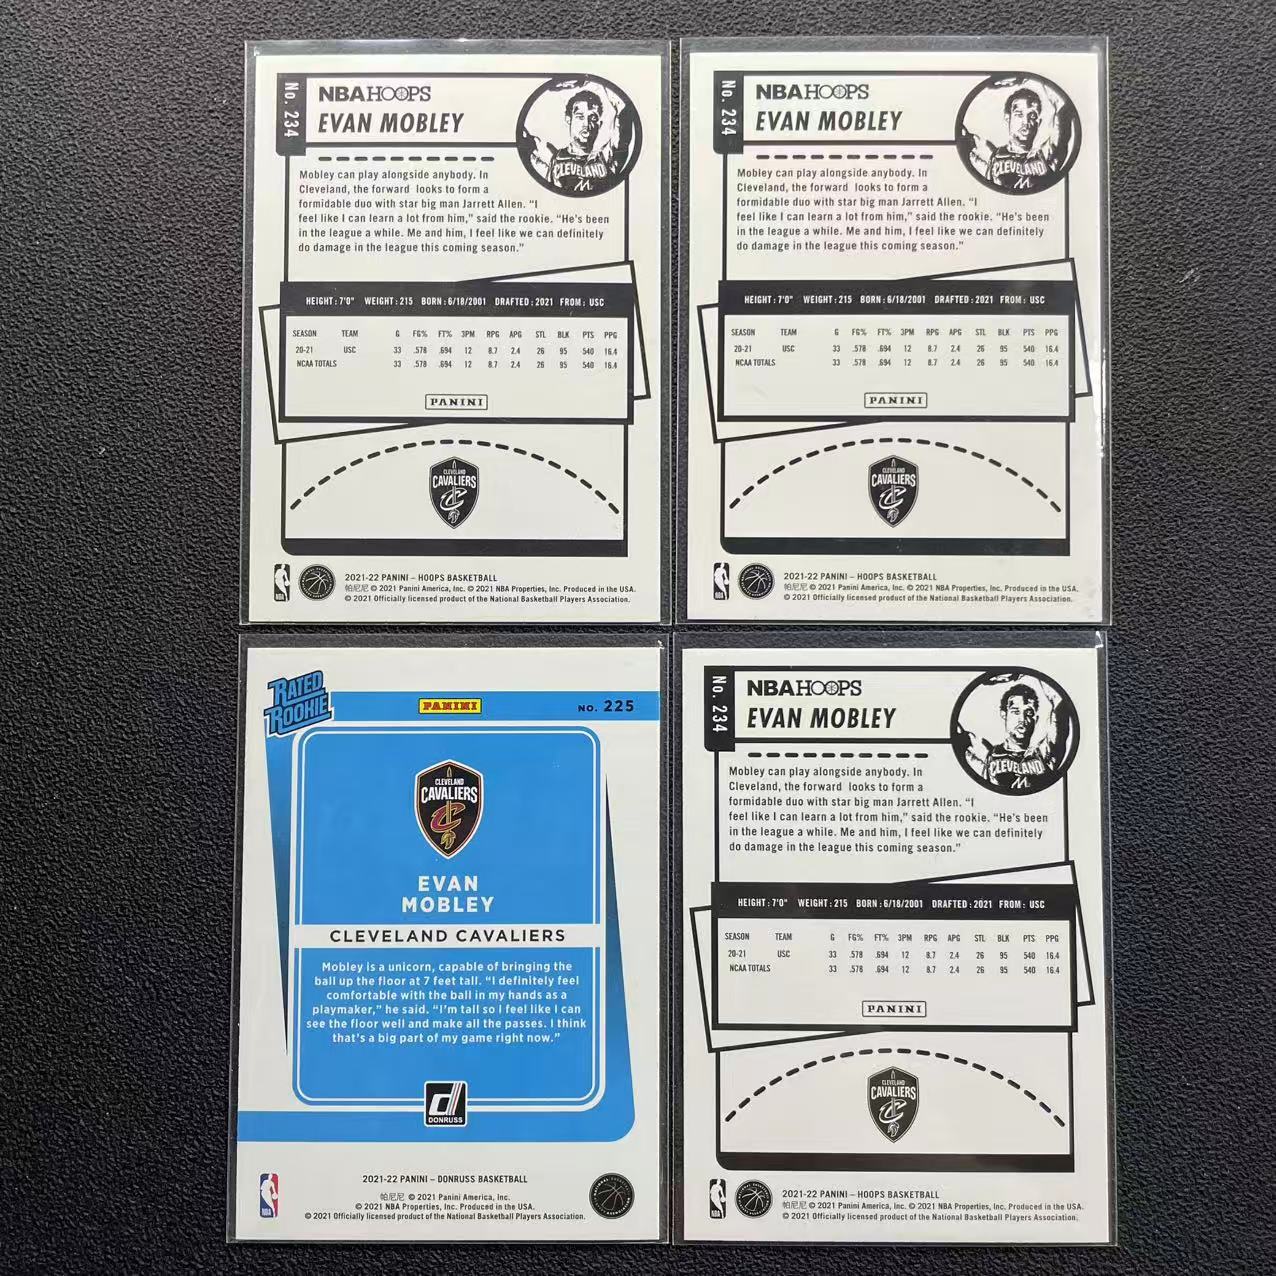 No. 234
NBA HOOPS
EVAN MOBLEY
CLEVELAND
Mobley can play alongside anybody. In
Cleveland, the forward looks to form a
formidable duo with star big man Jarrett Allen. “I
feel like I can learn a lot from him,” said the rookie. “He's been
in the league a while. Me and him, I feel like we can definitely
do damage in the league this coming season.”
HEIGHT: 7'0" WEIGHT: 215 BORN: 6/18/2001 DRAFTED: 2021 FROM: USC
SEASON TEAM G FG% FT% 3PM RPG APG STL BLK PTS PPG
20-21 USC 33 .578 .694 12 8.7 2.4 26 95 540 16.4
NCAA TOTALS 33 .578 .694 12 8.7 2.4 26 95 540 16.4
PANINI
CLEVELAND
CAVALIERS
C
NBA
2021-22 PANINI – HOOPS BASKETBALL
帕尼尼 © 2021 Panini America, Inc. © 2021 NBA Properties, Inc. Produced in the USA.
© 2021 Officially licensed product of the National Basketball Players Association.
No. 234
NBA HOOPS
EVAN MOBLEY
CLEVELAND
Mobley can play alongside anybody. In
Cleveland, the forward looks to form a
formidable duo with star big man Jarrett Allen. “I
feel like I can learn a lot from him,” said the rookie. “He's been
in the league a while. Me and him, I feel like we can definitely
do damage in the league this coming season.”
HEIGHT: 7'0" WEIGHT: 215 BORN: 6/18/2001 DRAFTED: 2021 FROM: USC
SEASON TEAM G FG% FT% 3PM RPG APG STL BLK PTS PPG
20-21 USC 33 .578 .694 12 8.7 2.4 26 95 540 16.4
NCAA TOTALS 33 .578 .694 12 8.7 2.4 26 95 540 16.4
PANINI
CLEVELAND
CAVALIERS
C
NBA
2021-22 PANINI – HOOPS BASKETBALL
帕尼尼 © 2021 Panini America, Inc. © 2021 NBA Properties, Inc. Produced in the USA.
© 2021 Officially licensed product of the National Basketball Players Association.
RATED
ROOKIE
PANINI
NO. 225
CLEVELAND
CAVALIERS
C
EVAN
MOBLEY
CLEVELAND CAVALIERS
Mobley is a unicorn, capable of bringing the
ball up the floor at 7 feet tall. “I definitely feel
comfortable with the ball in my hands as a
playmaker,” he said. “I'm tall so I feel like I can
see the floor well and make all the passes. I think
that's a big part of my game right now.”
d
DONRUSS
NBA
2021-22 PANINI – DONRUSS BASKETBALL
帕尼尼 © 2021 Panini America, Inc.
© 2021 NBA Properties, Inc. Produced in the USA.
© 2021 Officially licensed product of the National Basketball Players Association.
No. 234
NBA HOOPS
EVAN MOBLEY
CLEVELAND
Mobley can play alongside anybody. In
Cleveland, the forward looks to form a
formidable duo with star big man Jarrett Allen. “I
feel like I can learn a lot from him,” said the rookie. “He's been
in the league a while. Me and him, I feel like we can definitely
do damage in the league this coming season.”
HEIGHT: 7'0" WEIGHT: 215 BORN: 6/18/2001 DRAFTED: 2021 FROM: USC
SEASON TEAM G FG% FT% 3PM RPG APG STL BLK PTS PPG
20-21 USC 33 .578 .694 12 8.7 2.4 26 95 540 16.4
NCAA TOTALS 33 .578 .694 12 8.7 2.4 26 95 540 16.4
PANINI
CLEVELAND
CAVALIERS
C
NBA
2021-22 PANINI – HOOPS BASKETBALL
帕尼尼 © 2021 Panini America, Inc. © 2021 NBA Properties, Inc. Produced in the USA.
© 2021 Officially licensed product of the National Basketball Players Association.